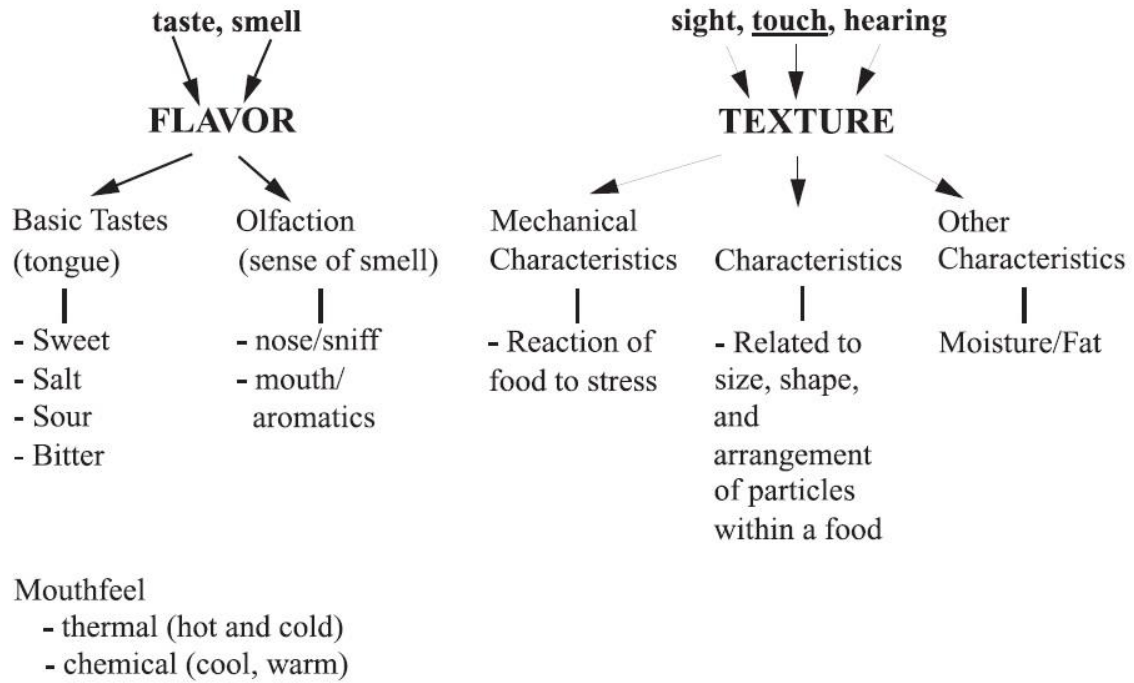 taste, smell
FLAVOR
Basic Tastes
(tongue)
- Sweet
- Salt
- Sour
- Bitter
Olfaction
(sense of smell)
- nose/sniff
- mouth/
aromatics
Mouthfeel
- thermal (hot and cold)
- chemical (cool, warm)
sight, touch, hearing
TEXTURE
Mechanical
Characteristics
- Reaction of
food to stress
Characteristics
- Related to
size, shape,
and
arrangement
of particles
within a food
Other
Characteristics
Moisture/Fat